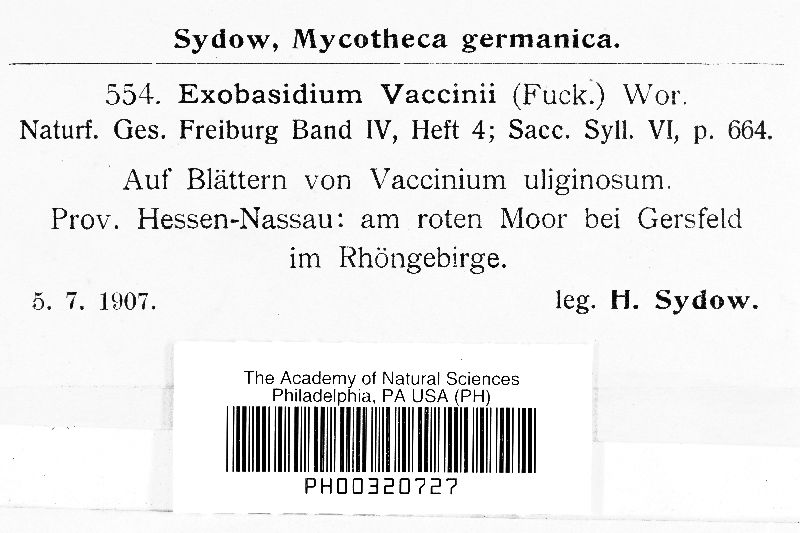 Sydow, Mycotheca germanica.
554. Exobasidium Vaccinii (Fuck.) Wor.
Naturf. Ges. Freiburg Band IV, Heft 4; Sacc. Syll. VI, p. 664.
Auf Blättern von Vaccinium uliginosum.
Prov. Hessen-Nassau: am roten Moor bei Gersfeld
im Rhöngebirge.
5. 7. 1907. leg. H. Sydow.
The Academy of Natural Sciences
Philadelphia, PA USA (PH)
PH00320727